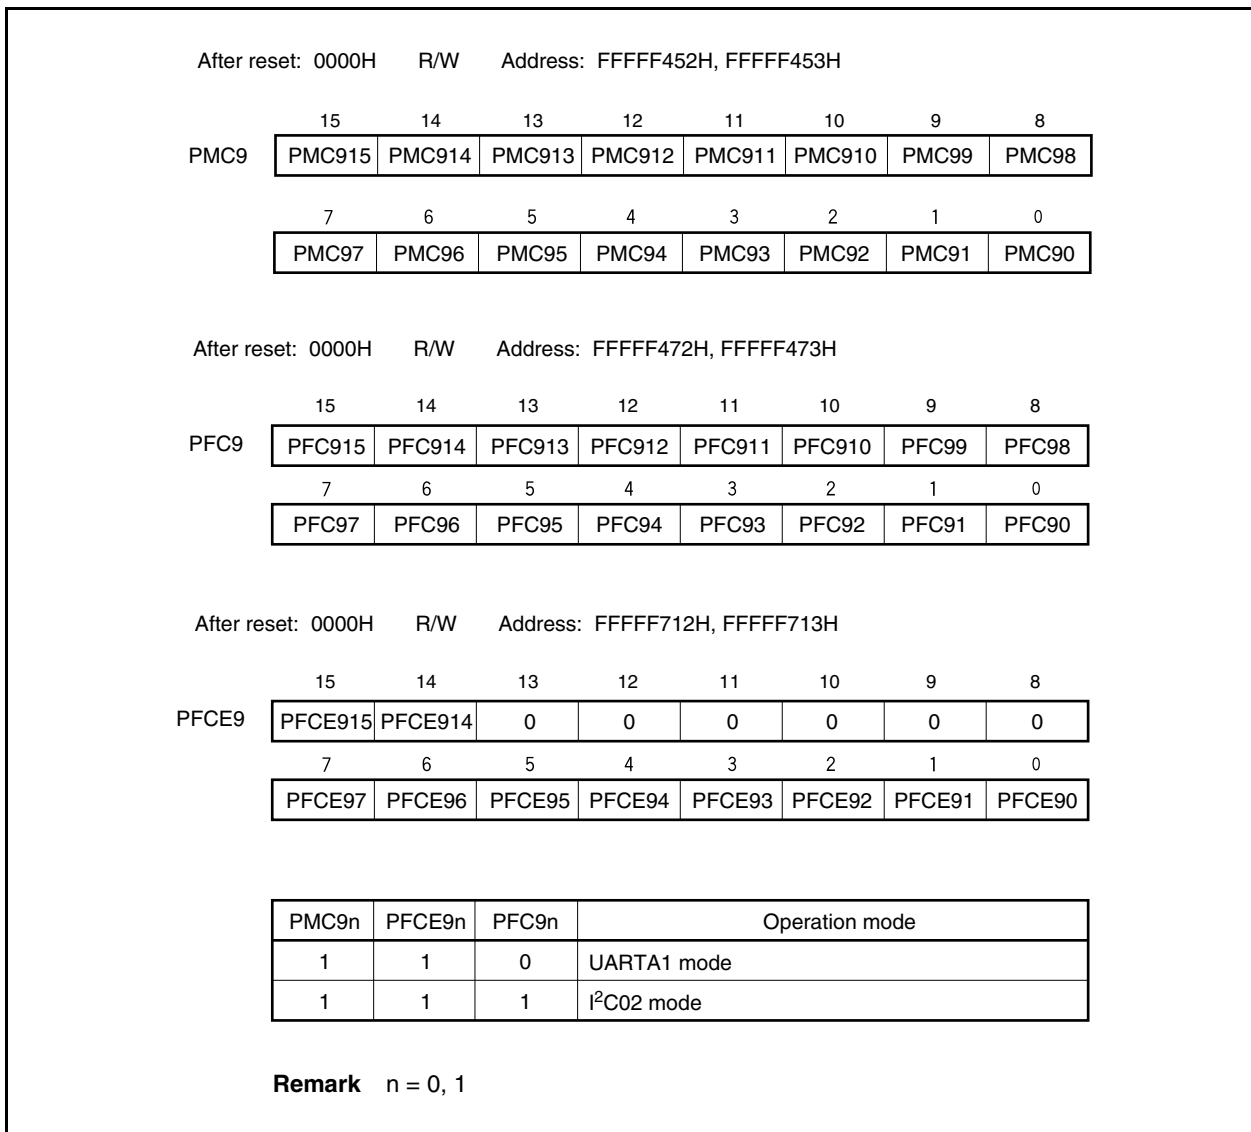 After reset: 0000H R/W Address: FFFFF452H, FFFFF453H
15 14 13 12 11 10 9 8
PMC9 PMC915 PMC914 PMC913 PMC912 PMC911 PMC910 PMC99 PMC98
7 6 5 4 3 2 1 0
PMC97 PMC96 PMC95 PMC94 PMC93 PMC92 PMC91 PMC90
After reset: 0000H R/W Address: FFFFF472H, FFFFF473H
15 14 13 12 11 10 9 8
PFC9 PFC915 PFC914 PFC913 PFC912 PFC911 PFC910 PFC99 PFC98
7 6 5 4 3 2 1 0
PFC97 PFC96 PFC95 PFC94 PFC93 PFC92 PFC91 PFC90
After reset: 0000H R/W Address: FFFFF712H, FFFFF713H
15 14 13 12 11 10 9 8
PFCE9 PFCE915 PFCE914 0 0 0 0 0 0
7 6 5 4 3 2 1 0
PFCE97 PFCE96 PFCE95 PFCE94 PFCE93 PFCE92 PFCE91 PFCE90
PMC9n PFCE9n PFC9n Operation mode
1 1 0 UARTA1 mode
1 1 1 I²C02 mode
Remark n = 0, 1